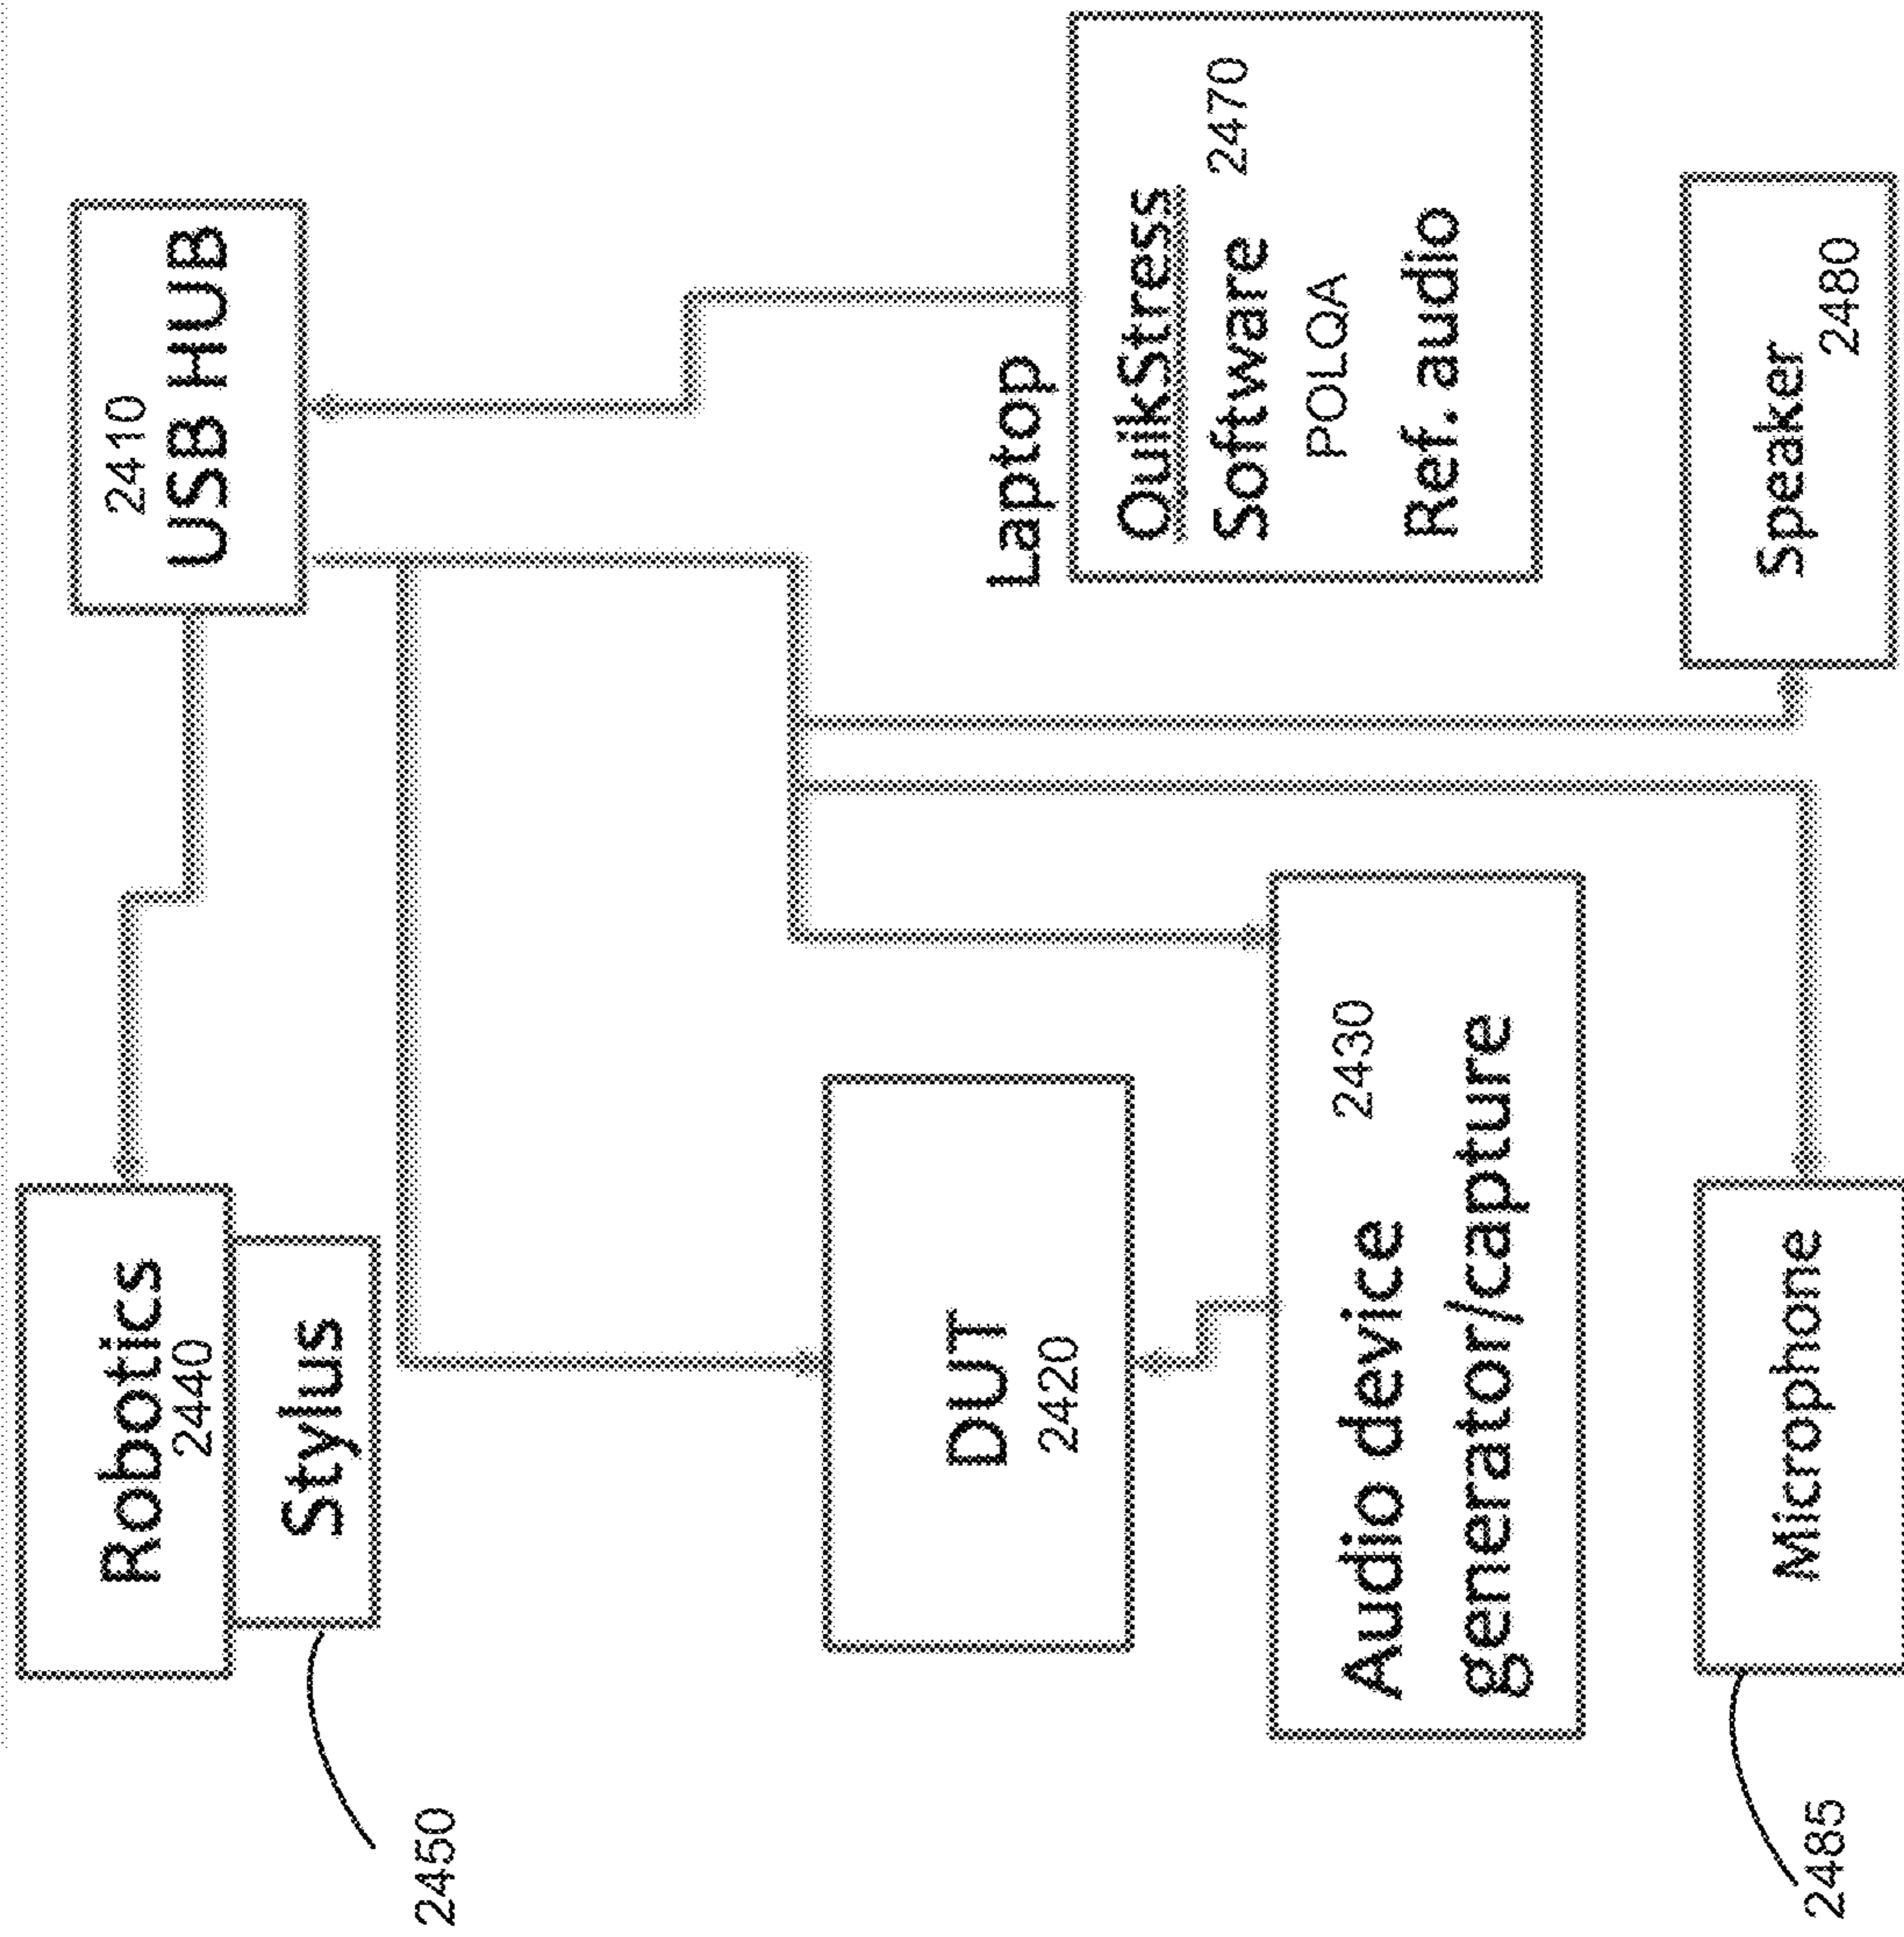 Robotics
2440
Stylus
2450
2410
USB HUB
DUT
2420
Laptop
QuikStress
Software 2470
POLQA
Ref. audio
Audio device 2430
generator/capture
Microphone
2485
Speaker
2480